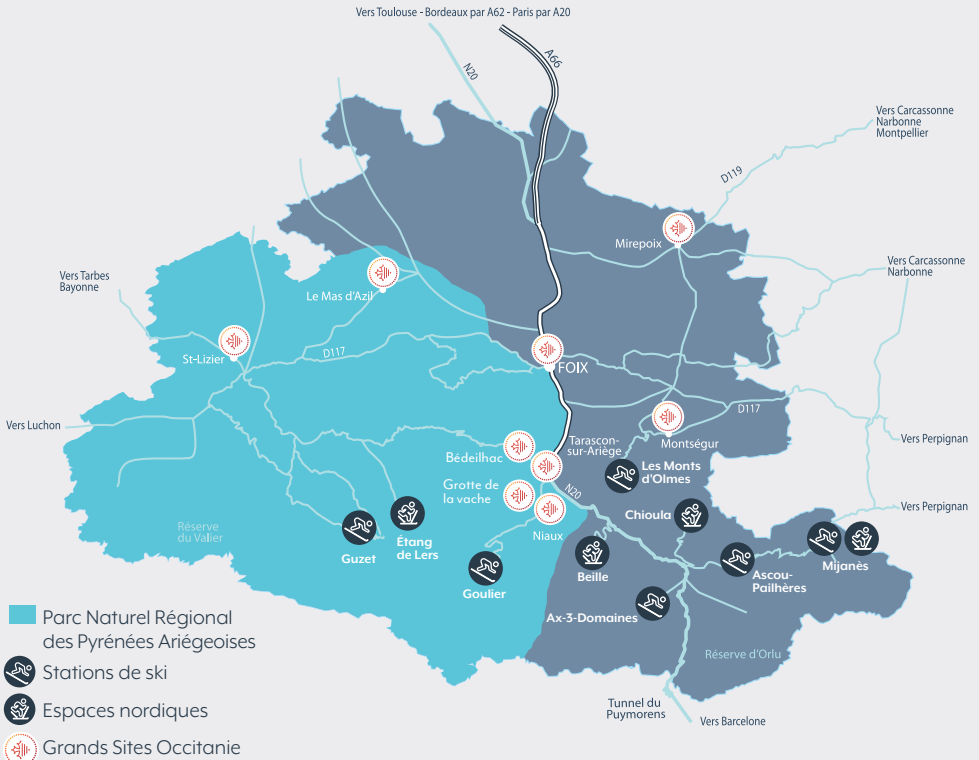 Vers Toulouse - Bordeaux par A62 - Paris par A20
A66
N20
Vers Carcassonne
Narbonne
Montpellier
D119
Mirepoix
Vers Carcassonne
Narbonne
Vers Tarbes
Bayonne
Le Mas d'Azil
St-Lizier
D117
FOIX
D117
Vers Luchon
Montségur
Vers Perpignan
Tarascon-
sur-Ariège
Bédeilhac
Les Monts
d'Olmes
Grotte de
la vache
N20
Niaux
Chioula
Vers Perpignan
Réserve
du Valier
Guzet
Étang
de Lers
Goulier
Beille
Ascou-
Pailhères
Mijanès
Ax-3-Domaines
Réserve d'Orlu
Tunnel du
Puymorens
Vers Barcelone
Parc Naturel Régional
des Pyrénées Ariégeoises
Stations de ski
Espaces nordiques
Grands Sites Occitanie